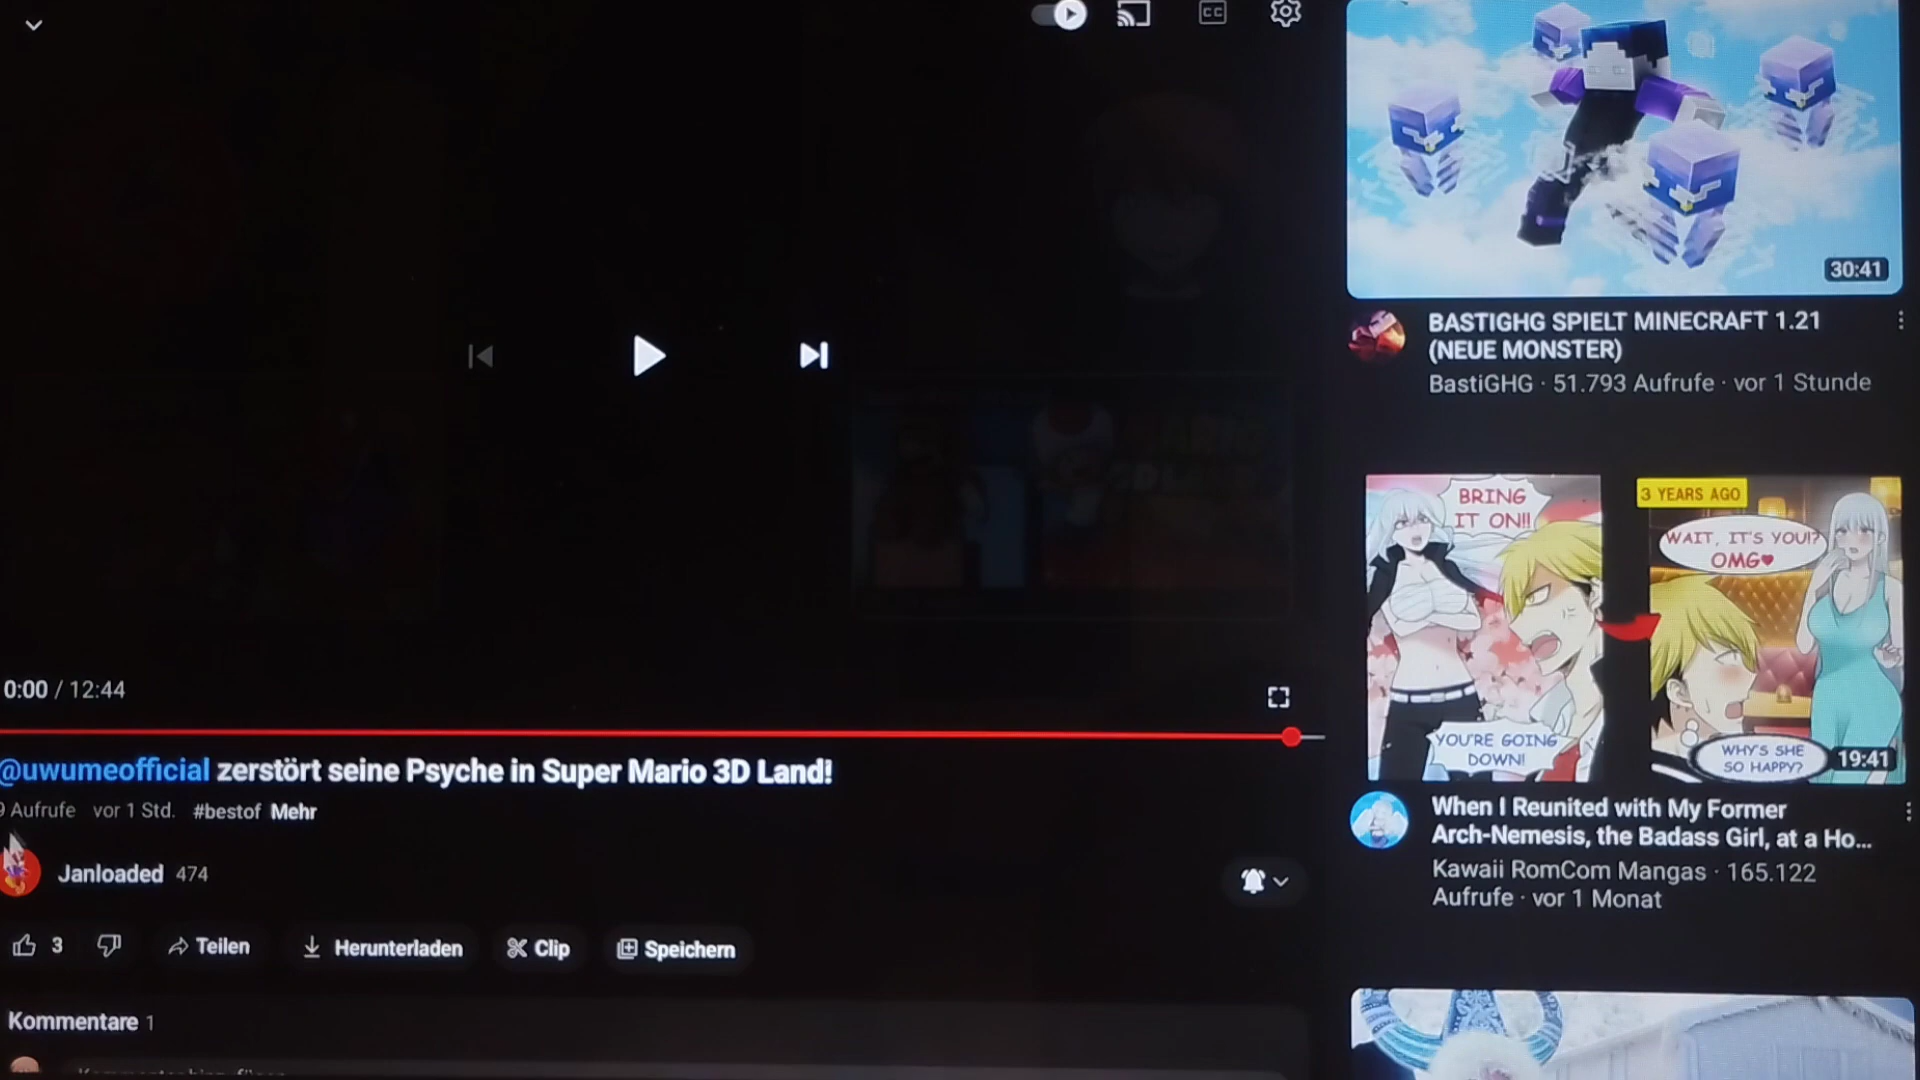 CC
0:00 / 12:44
@uwumeofficial zerstört seine Psyche in Super Mario 3D Land!
9 Aufrufe vor 1 Std. #bestof Mehr
Janloaded 474
3
Teilen
Herunterladen
Clip
Speichern
Kommentare 1
30:41
BASTIGHG SPIELT MINECRAFT 1.21
(NEUE MONSTER)
BastiGHG · 51.793 Aufrufe · vor 1 Stunde
BRING
IT ON!!
YOU'RE GOING
DOWN!
3 YEARS AGO
WAIT, IT'S YOU!?
OMG♥
WHY'S SHE
SO HAPPY?
19:41
When I Reunited with My Former
Arch-Nemesis, the Badass Girl, at a Ho...
Kawaii RomCom Mangas · 165.122
Aufrufe · vor 1 Monat